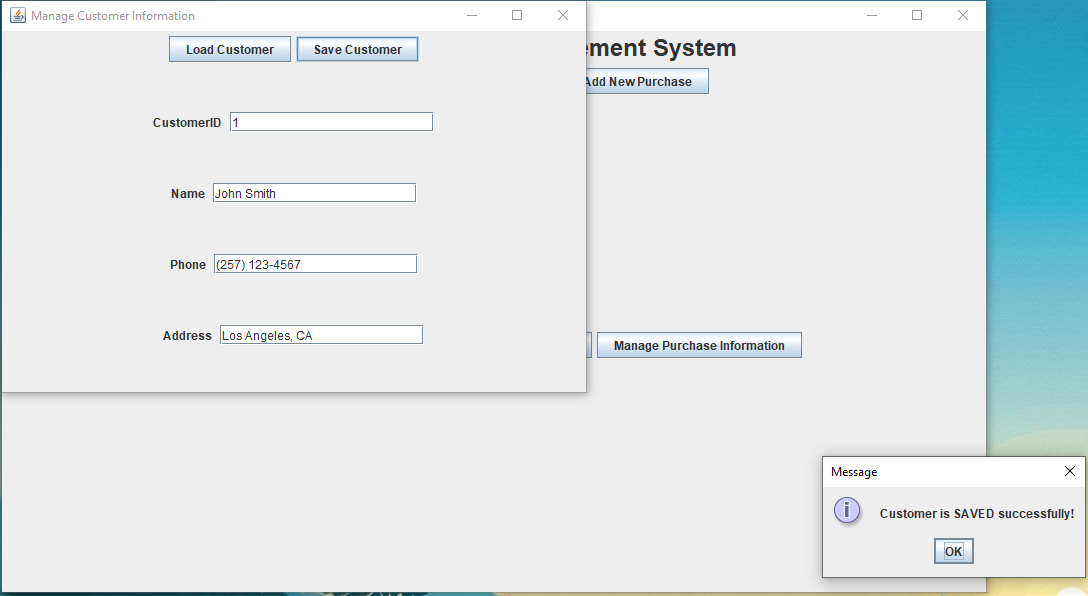 Manage Customer Information
Load Customer Save Customer
CustomerID 1
Name John Smith
Phone (257) 123-4567
Address Los Angeles, CA
System
Add New Purchase
Manage Purchase Information
Message
Customer is SAVED successfully!
OK